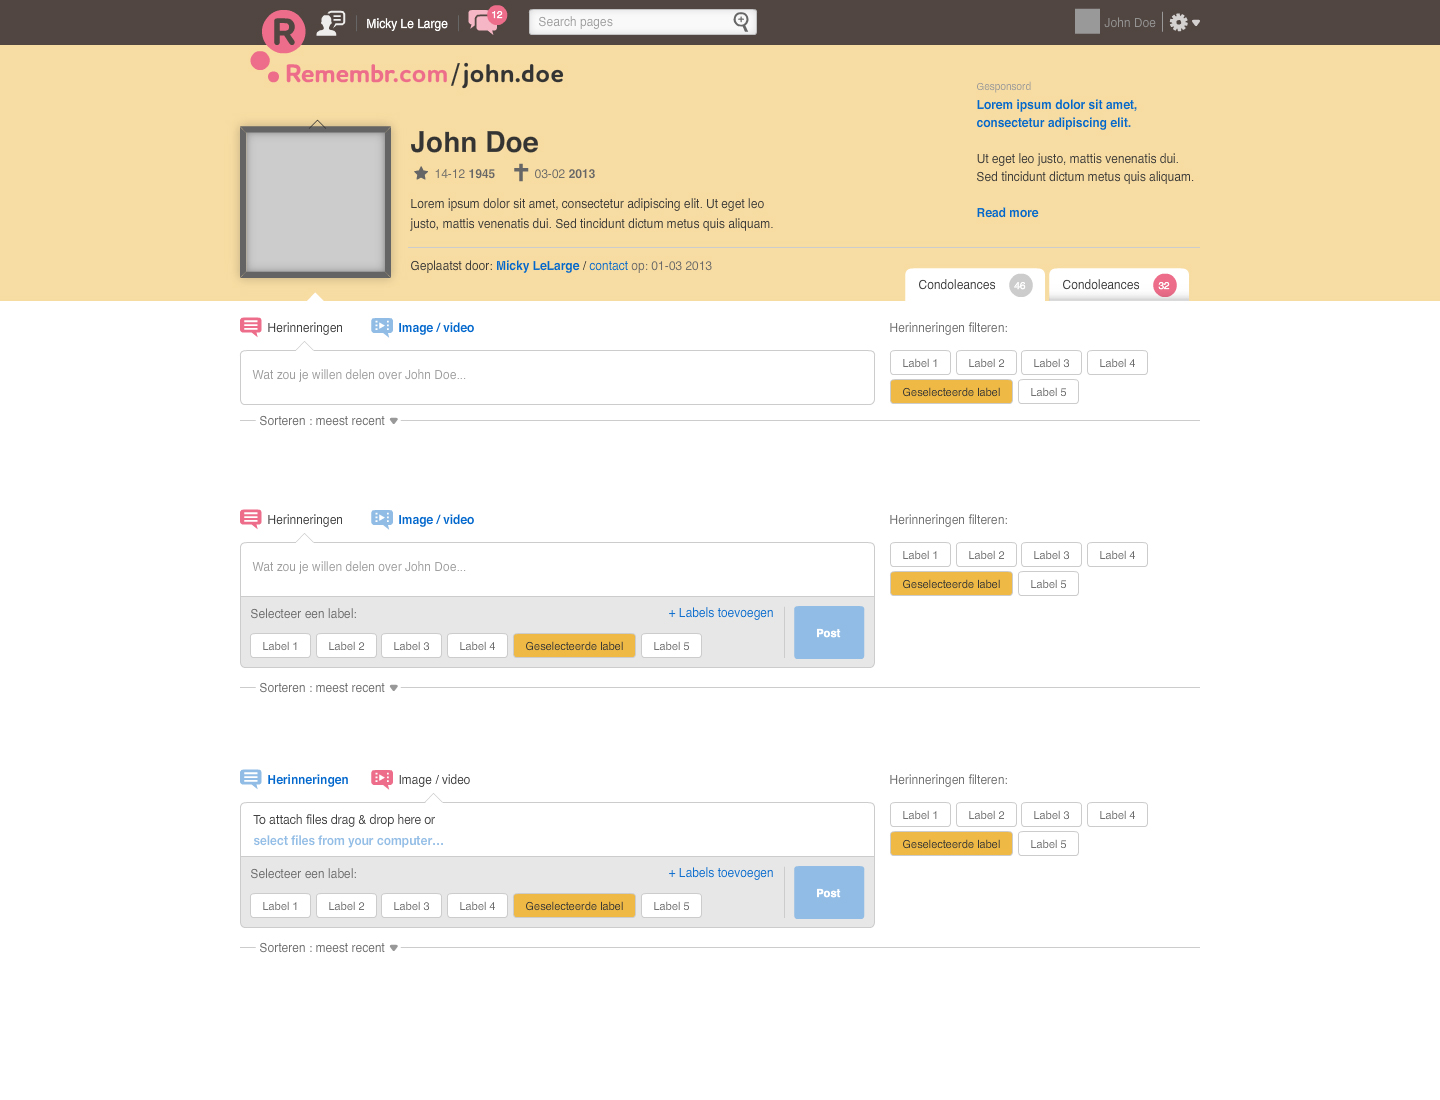 R
Micky Le Large
12
Search pages
John Doe
Remembr.com/john.doe
Gesponsord
Lorem ipsum dolor sit amet,
consectetur adipiscing elit.
Ut eget leo justo, mattis venenatis dui.
Sed tincidunt dictum metus quis aliquam.
Read more
John Doe
14-12 1945 03-02 2013
Lorem ipsum dolor sit amet, consectetur adipiscing elit. Ut eget leo
justo, mattis venenatis dui. Sed tincidunt dictum metus quis aliquam.
Geplaatst door: Micky LeLarge / contact op: 01-03 2013
Condoleances 46
Condoleances 32
Herinneringen
Image / video
Wat zou je willen delen over John Doe...
Sorteren : meest recent
Herinneringen filteren:
Label 1 Label 2 Label 3 Label 4
Geselecteerde label Label 5
Herinneringen
Image / video
Wat zou je willen delen over John Doe...
Selecteer een label:
+ Labels toevoegen
Label 1 Label 2 Label 3 Label 4 Geselecteerde label Label 5
Post
Sorteren : meest recent
Herinneringen filteren:
Label 1 Label 2 Label 3 Label 4
Geselecteerde label Label 5
Herinneringen
Image / video
To attach files drag & drop here or
select files from your computer...
Selecteer een label:
+ Labels toevoegen
Label 1 Label 2 Label 3 Label 4 Geselecteerde label Label 5
Post
Sorteren : meest recent
Herinneringen filteren:
Label 1 Label 2 Label 3 Label 4
Geselecteerde label Label 5